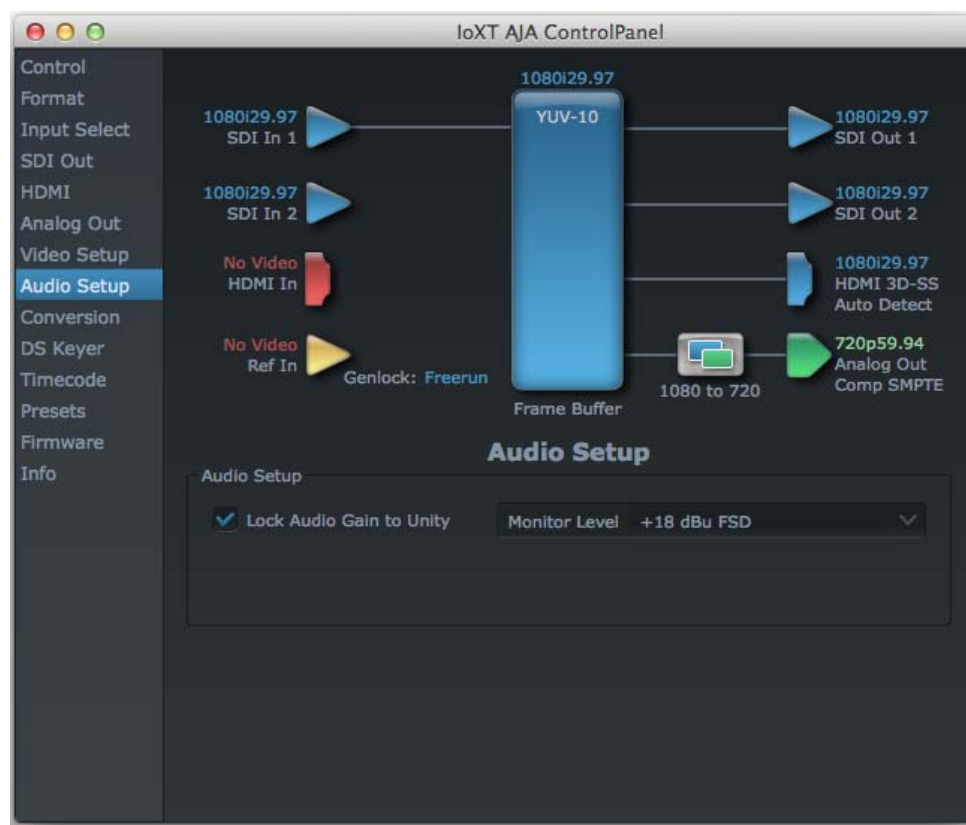 IoXT AJA ControlPanel
Control
Format
Input Select
SDI Out
HDMI
Analog Out
Video Setup
Audio Setup
Conversion
DS Keyer
Timecode
Presets
Firmware
Info
1080i29.97
YUV-10
Frame Buffer
1080i29.97
SDI In 1
1080i29.97
SDI In 2
No Video
HDMI In
No Video
Ref In
Genlock: Freerun
1080i29.97
SDI Out 1
1080i29.97
SDI Out 2
1080i29.97
HDMI 3D-SS
Auto Detect
1080 to 720
720p59.94
Analog Out
Comp SMPTE
Audio Setup
Audio Setup
Lock Audio Gain to Unity
Monitor Level +18 dBu FSD